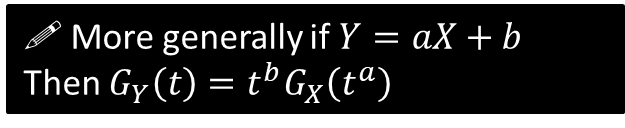 ✏ More generally if 𝑌 = 𝑎𝑋 + 𝑏
Then 𝐺_𝑌(𝑡) = 𝑡^𝑏 𝐺_𝑋(𝑡^𝑎)